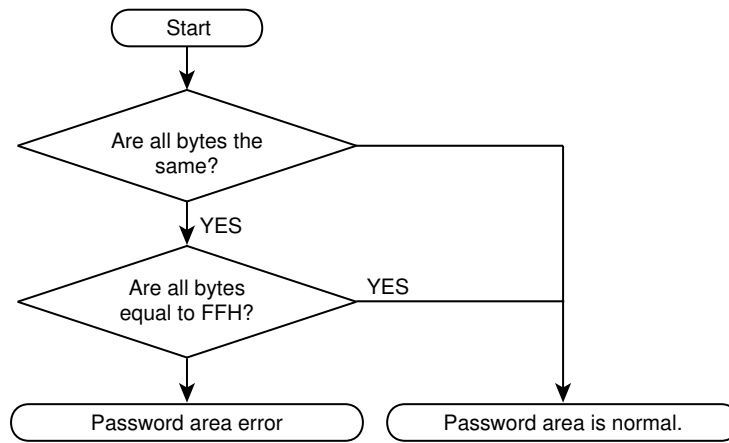 Start
Are all bytes the
same?
YES
Are all bytes
equal to FFH?
YES
Password area error
Password area is normal.